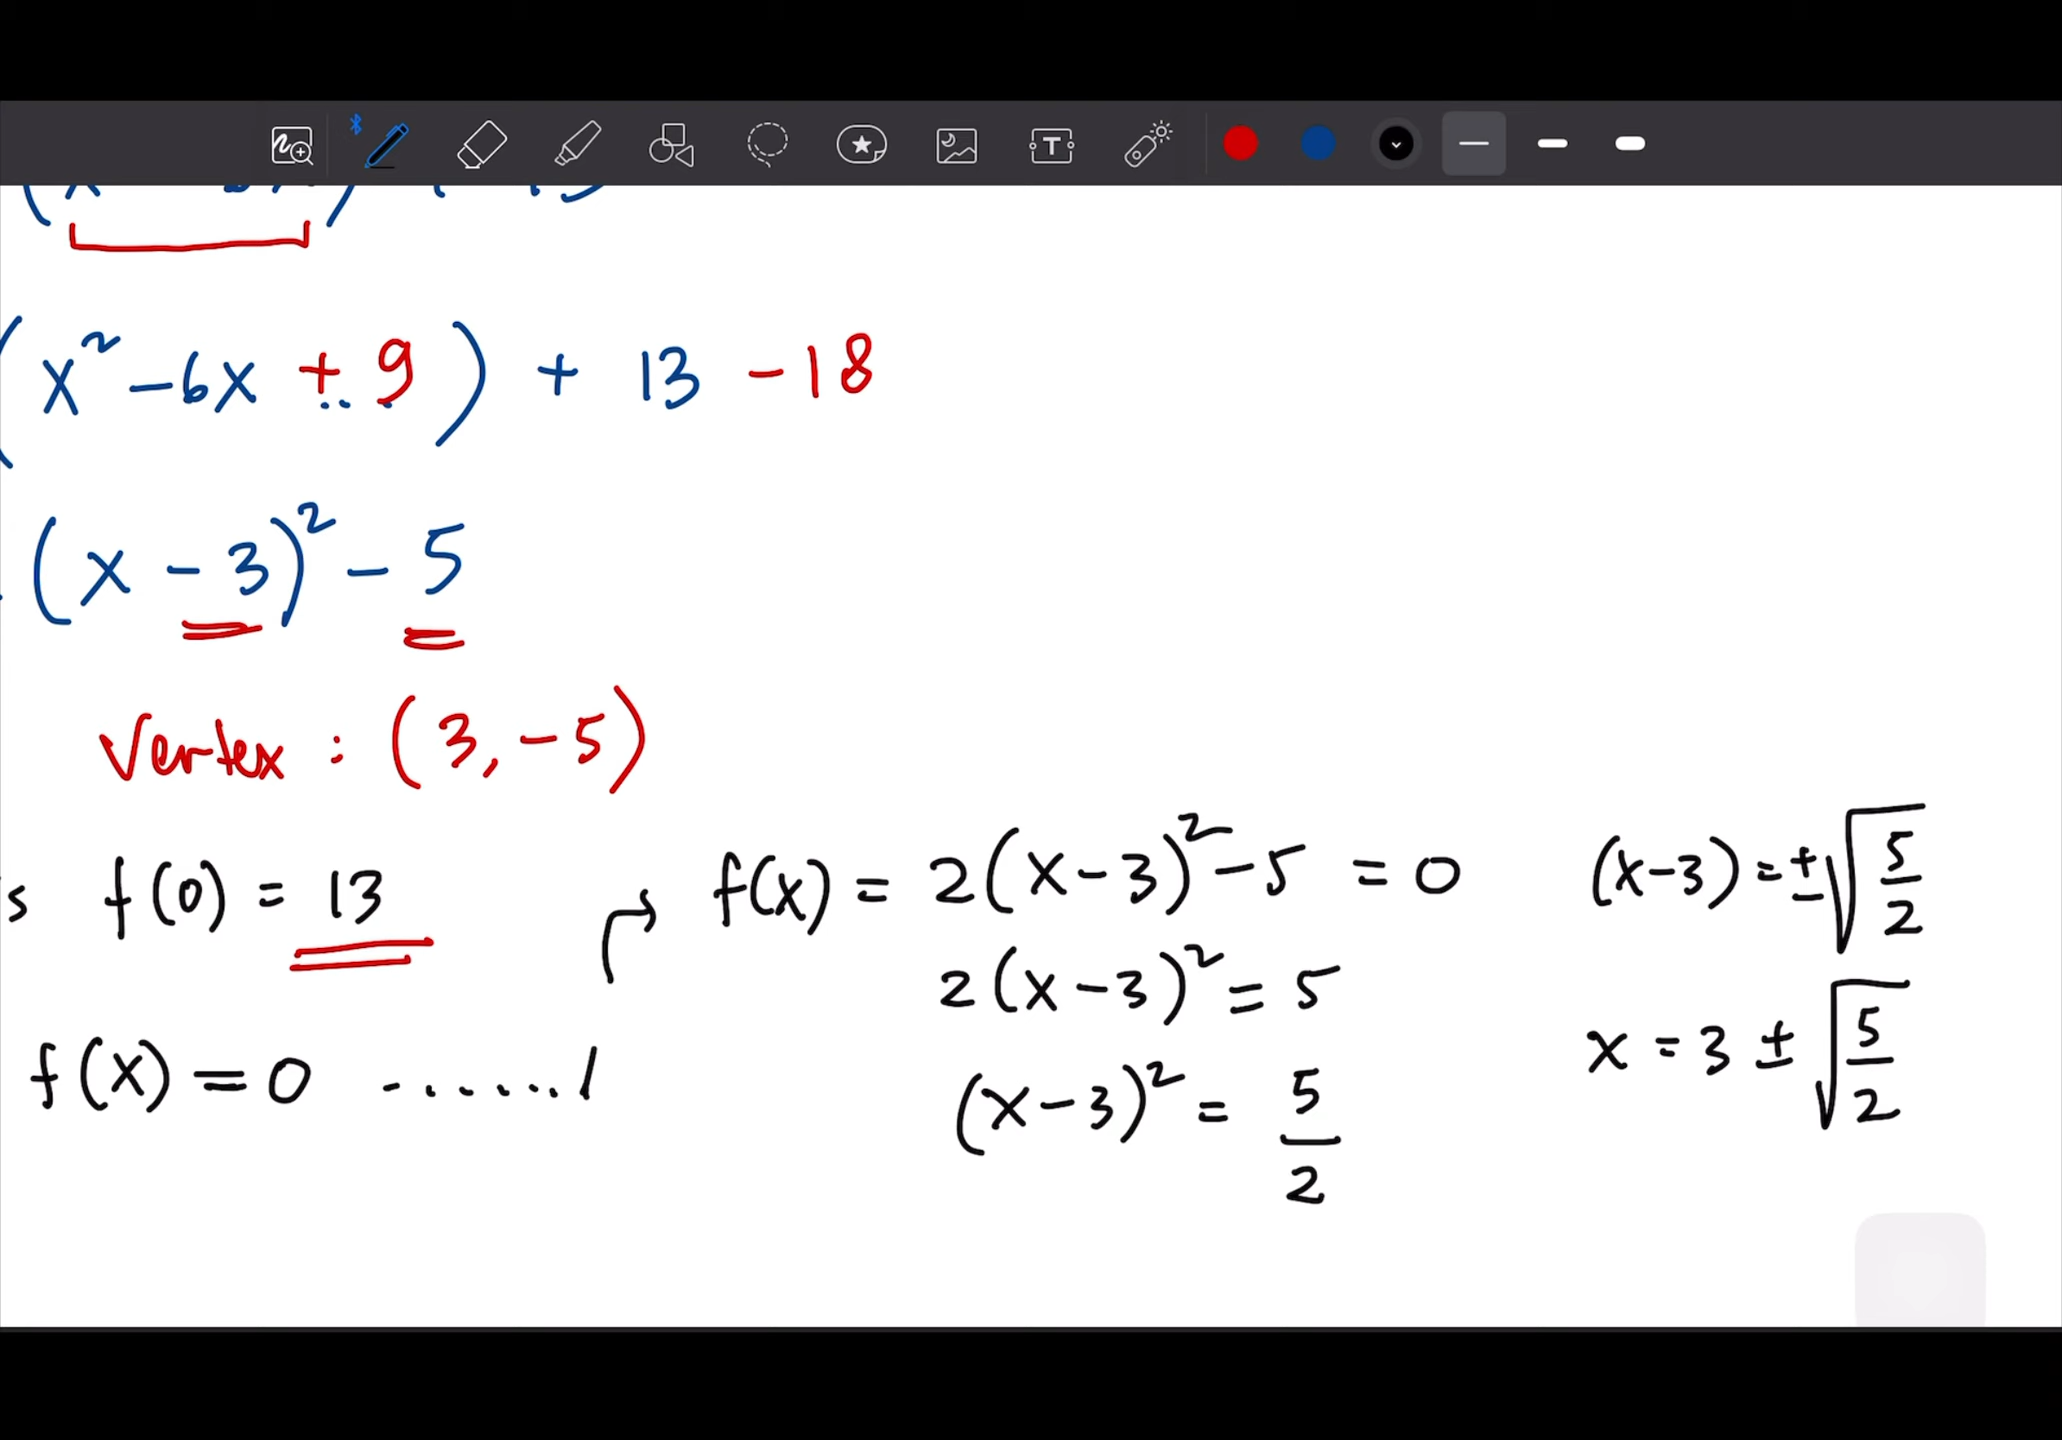 (x² - 6x + 9) + 13 - 18
(x - 3)² - 5
Vertex : (3, -5)
s f(0) = 13
f(x) = 0 .......
f(x) = 2(x-3)² - 5 = 0
2(x-3)² = 5
(x-3)² = 5/2
(x-3) = ±√5/2
x = 3 ± √5/2